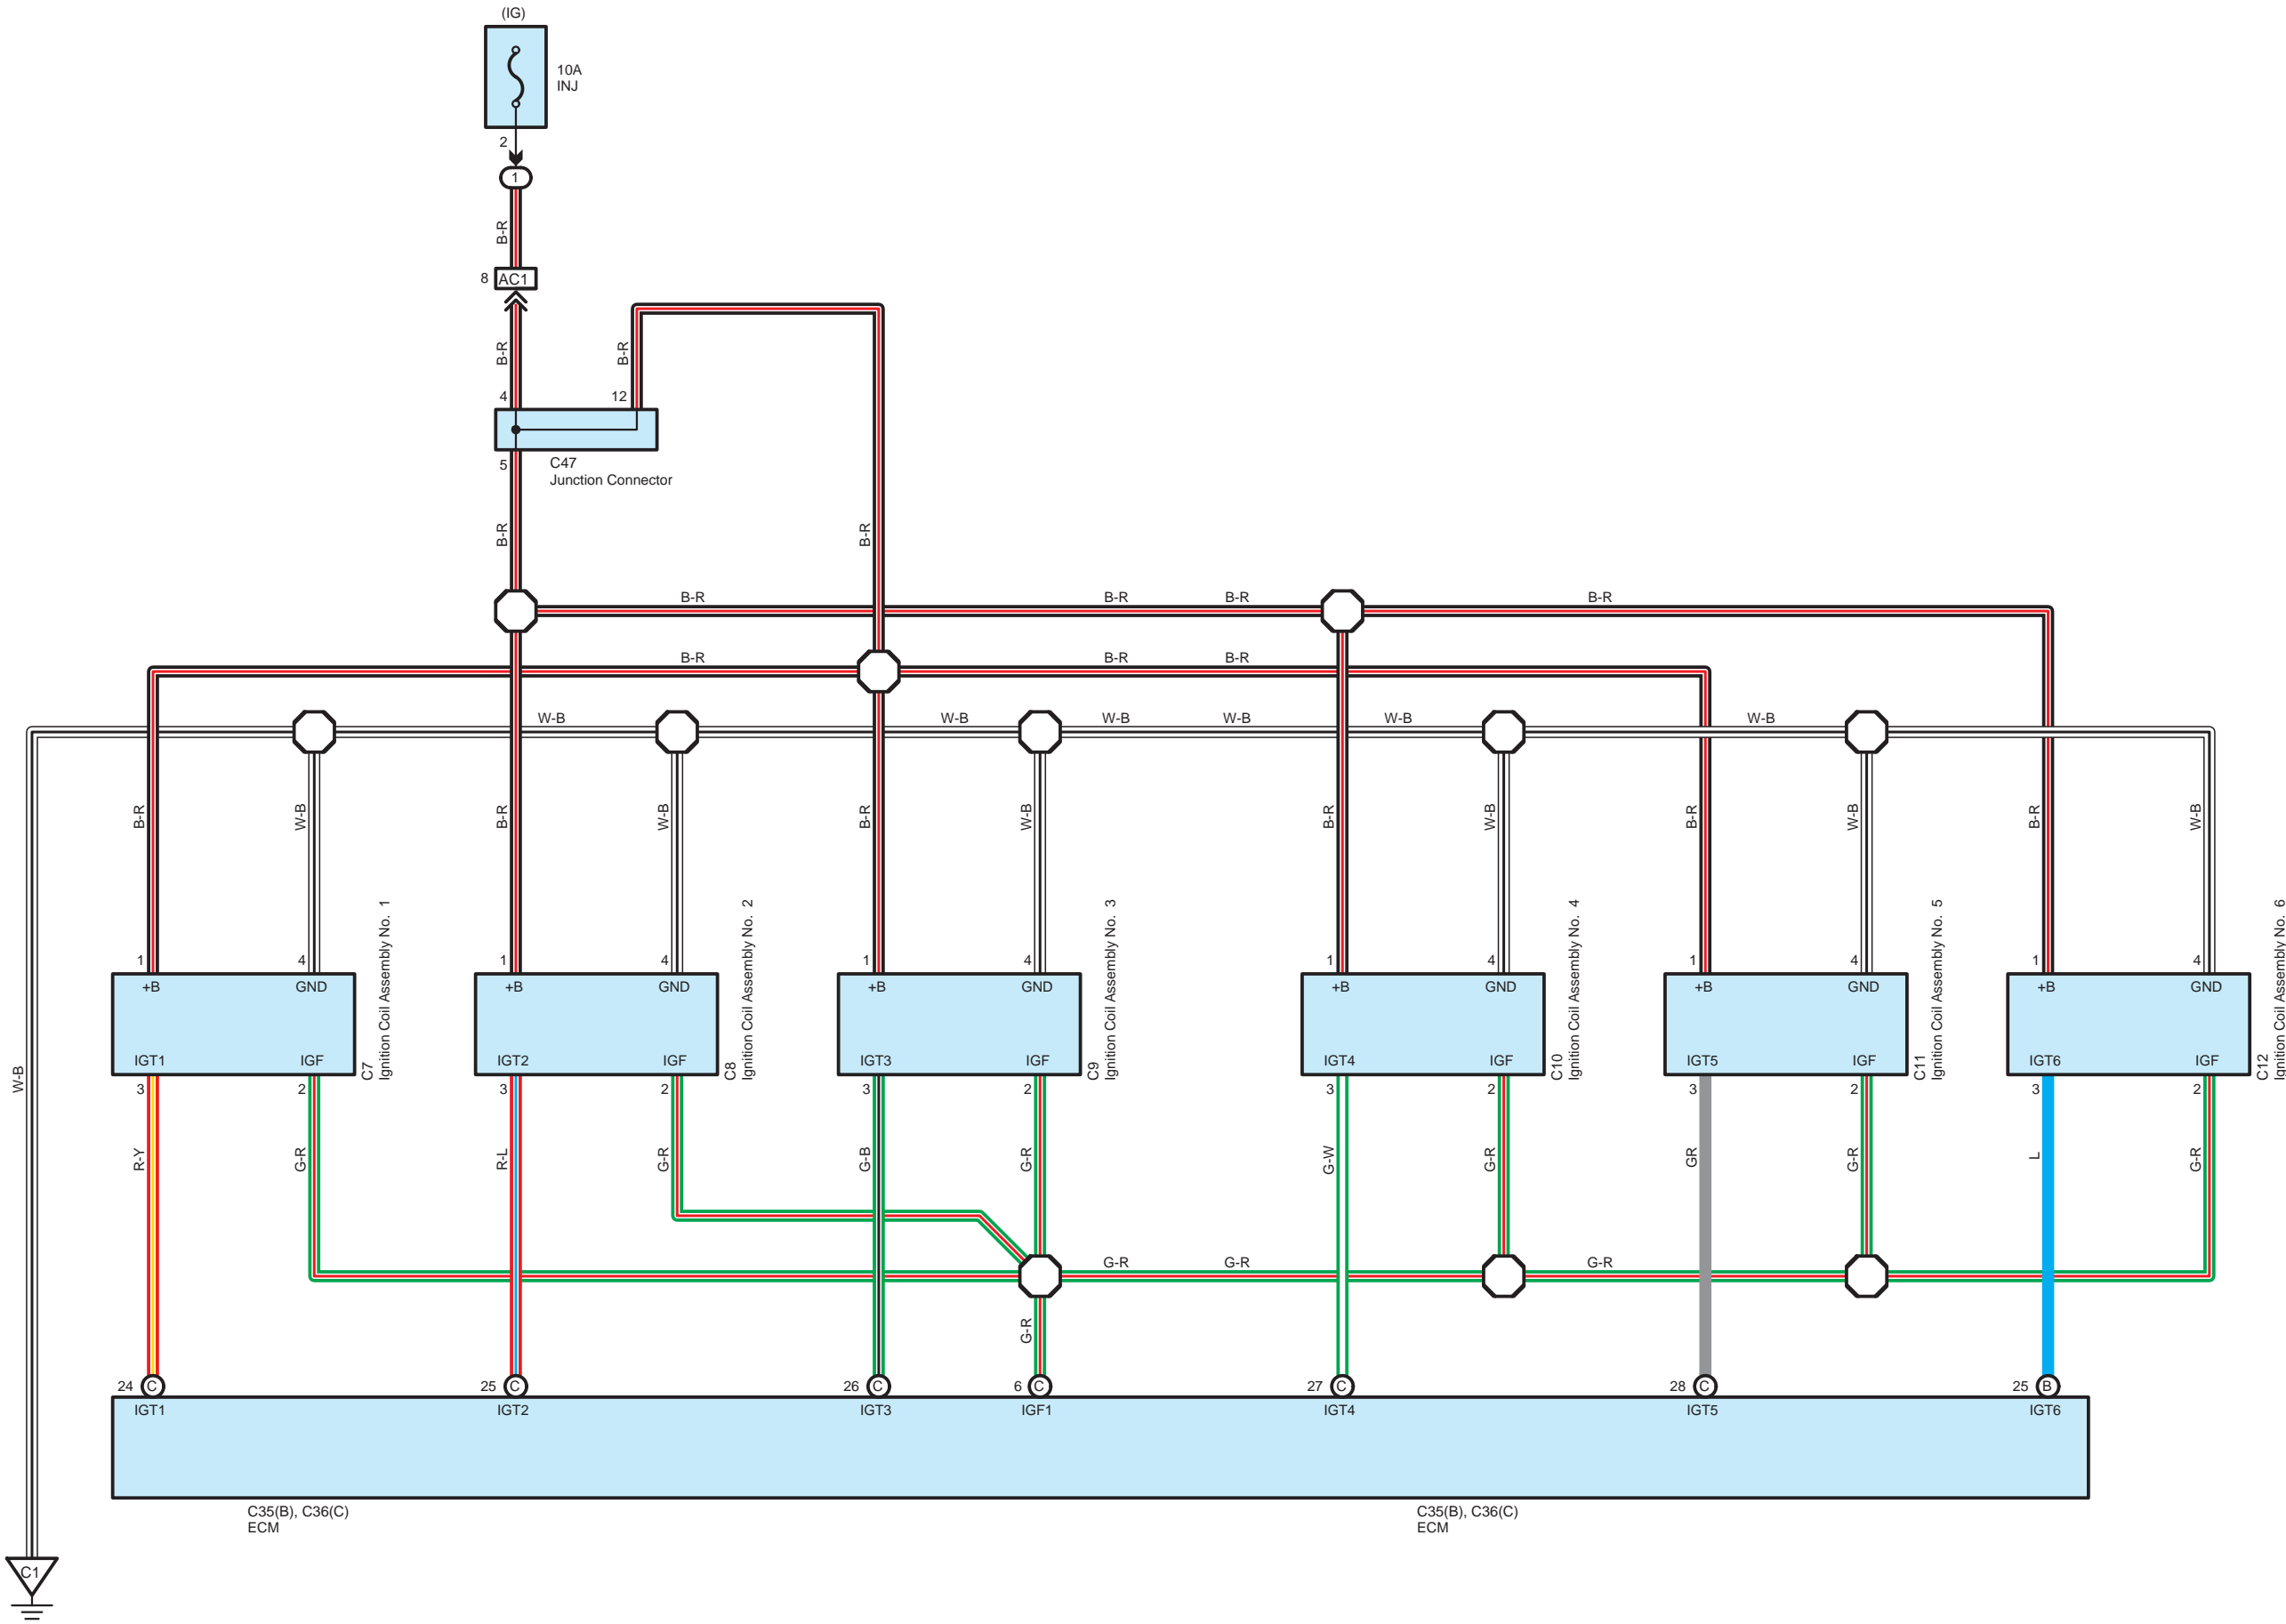 (IG)
10A
INJ
2
1
B-R
8 AC1
B-R B-R
4 12
5 C47
Junction Connector
B-R B-R
B-R B-R B-R B-R
B-R B-R B-R
W-B W-B W-B W-B W-B W-B
B-R W-B B-R W-B B-R W-B B-R W-B B-R W-B B-R W-B
1 4 1 4 1 4 1 4 1 4 1 4
+B GND +B GND +B GND +B GND +B GND +B GND
IGT1 IGF IGT2 IGF IGT3 IGF IGT4 IGF IGT5 IGF IGT6 IGF
C7
Ignition Coil Assembly No. 1
C8
Ignition Coil Assembly No. 2
C9
Ignition Coil Assembly No. 3
C10
Ignition Coil Assembly No. 4
C11
Ignition Coil Assembly No. 5
C12
Ignition Coil Assembly No. 6
W-B
3 2 3 2 3 2 3 2 3 2 3 2
R-Y G-R R-L G-R G-B G-R G-W G-R GR G-R L G-R
G-R G-R G-R
G-R
24 C 25 C 26 C 6 C 27 C 28 C 25 B
IGT1 IGT2 IGT3 IGF1 IGT4 IGT5 IGT6
C35(B), C36(C)
ECM
C35(B), C36(C)
ECM
C1